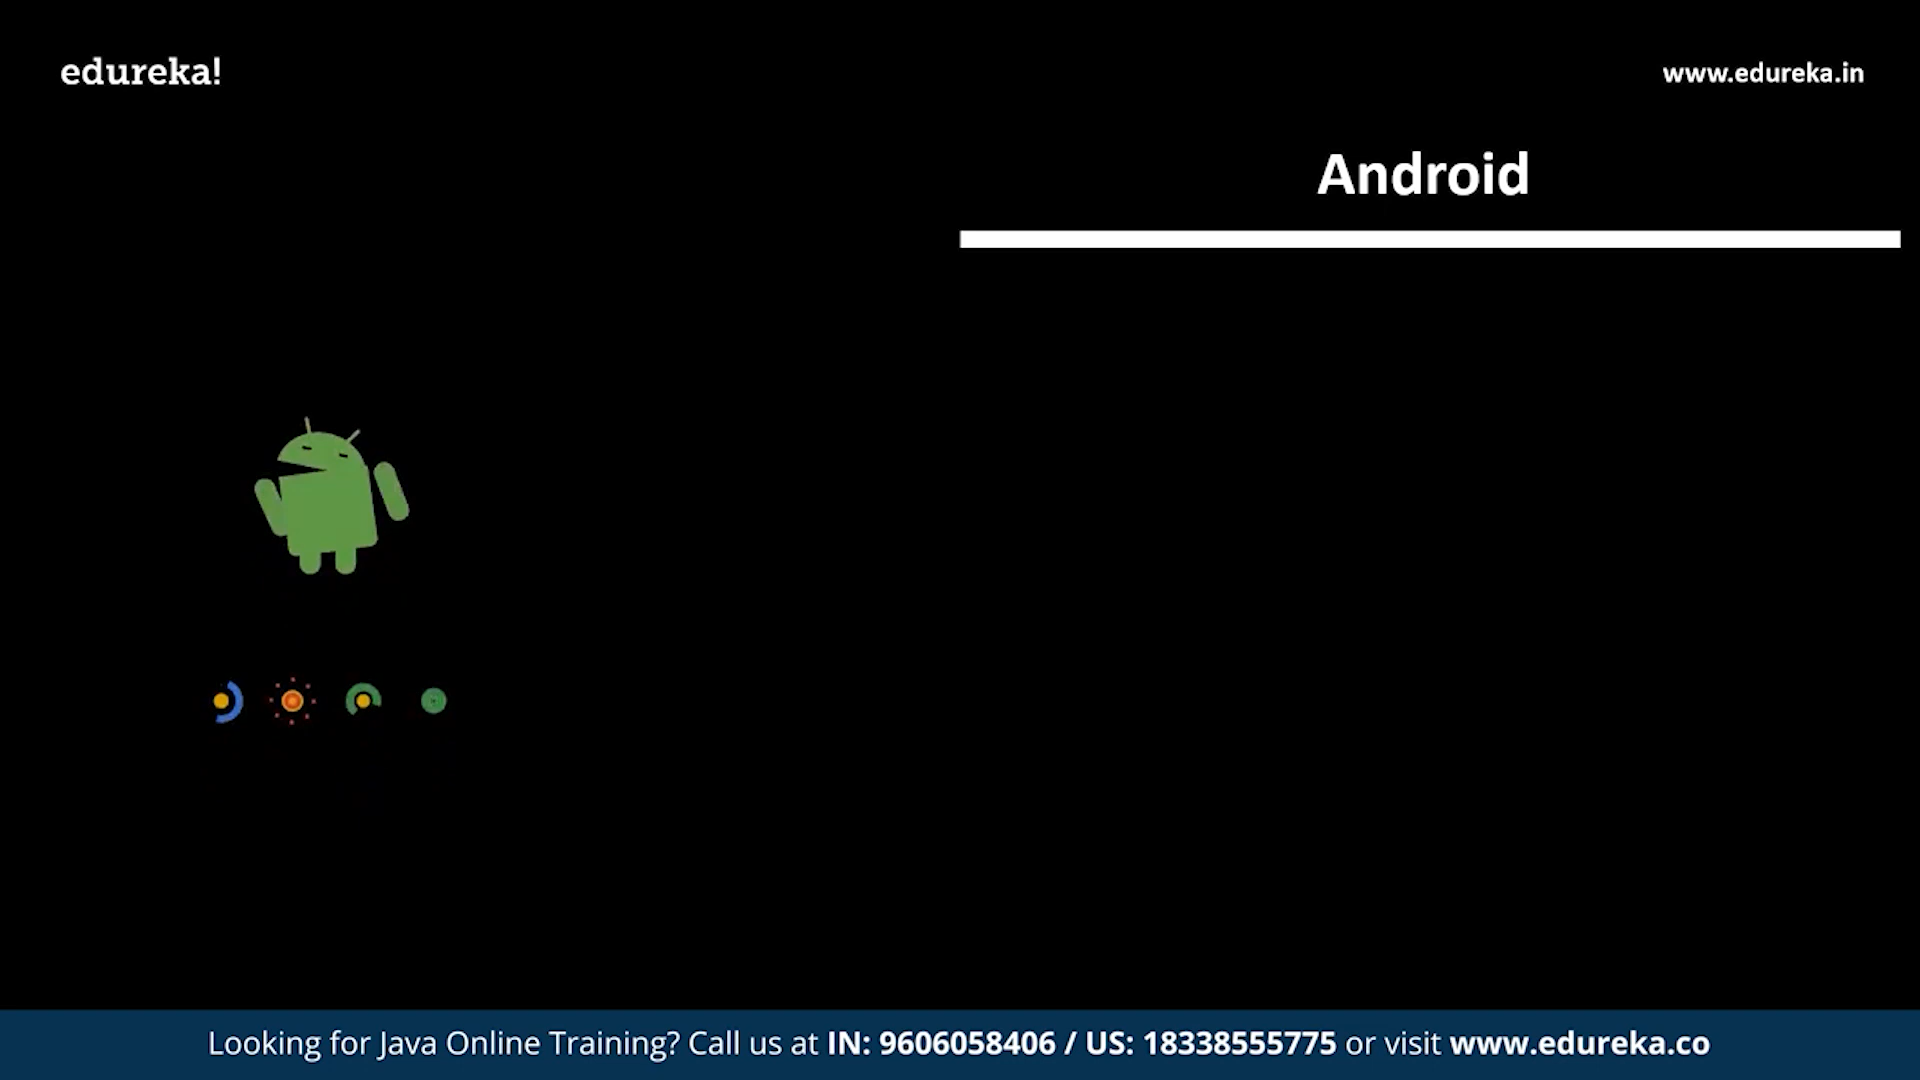 edureka!
www.edureka.in
Android
Looking for Java Online Training? Call us at IN: 9606058406 / US: 18338555775 or visit www.edureka.co